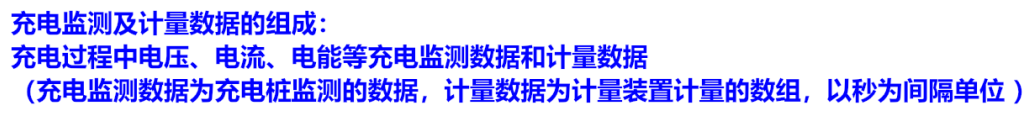 充电监测及计量数据的组成：
充电过程中电压、电流、电能等充电监测数据和计量数据
（充电监测数据为充电桩监测的数据，计量数据为计量装置计量的数组，以秒为间隔单位 ）